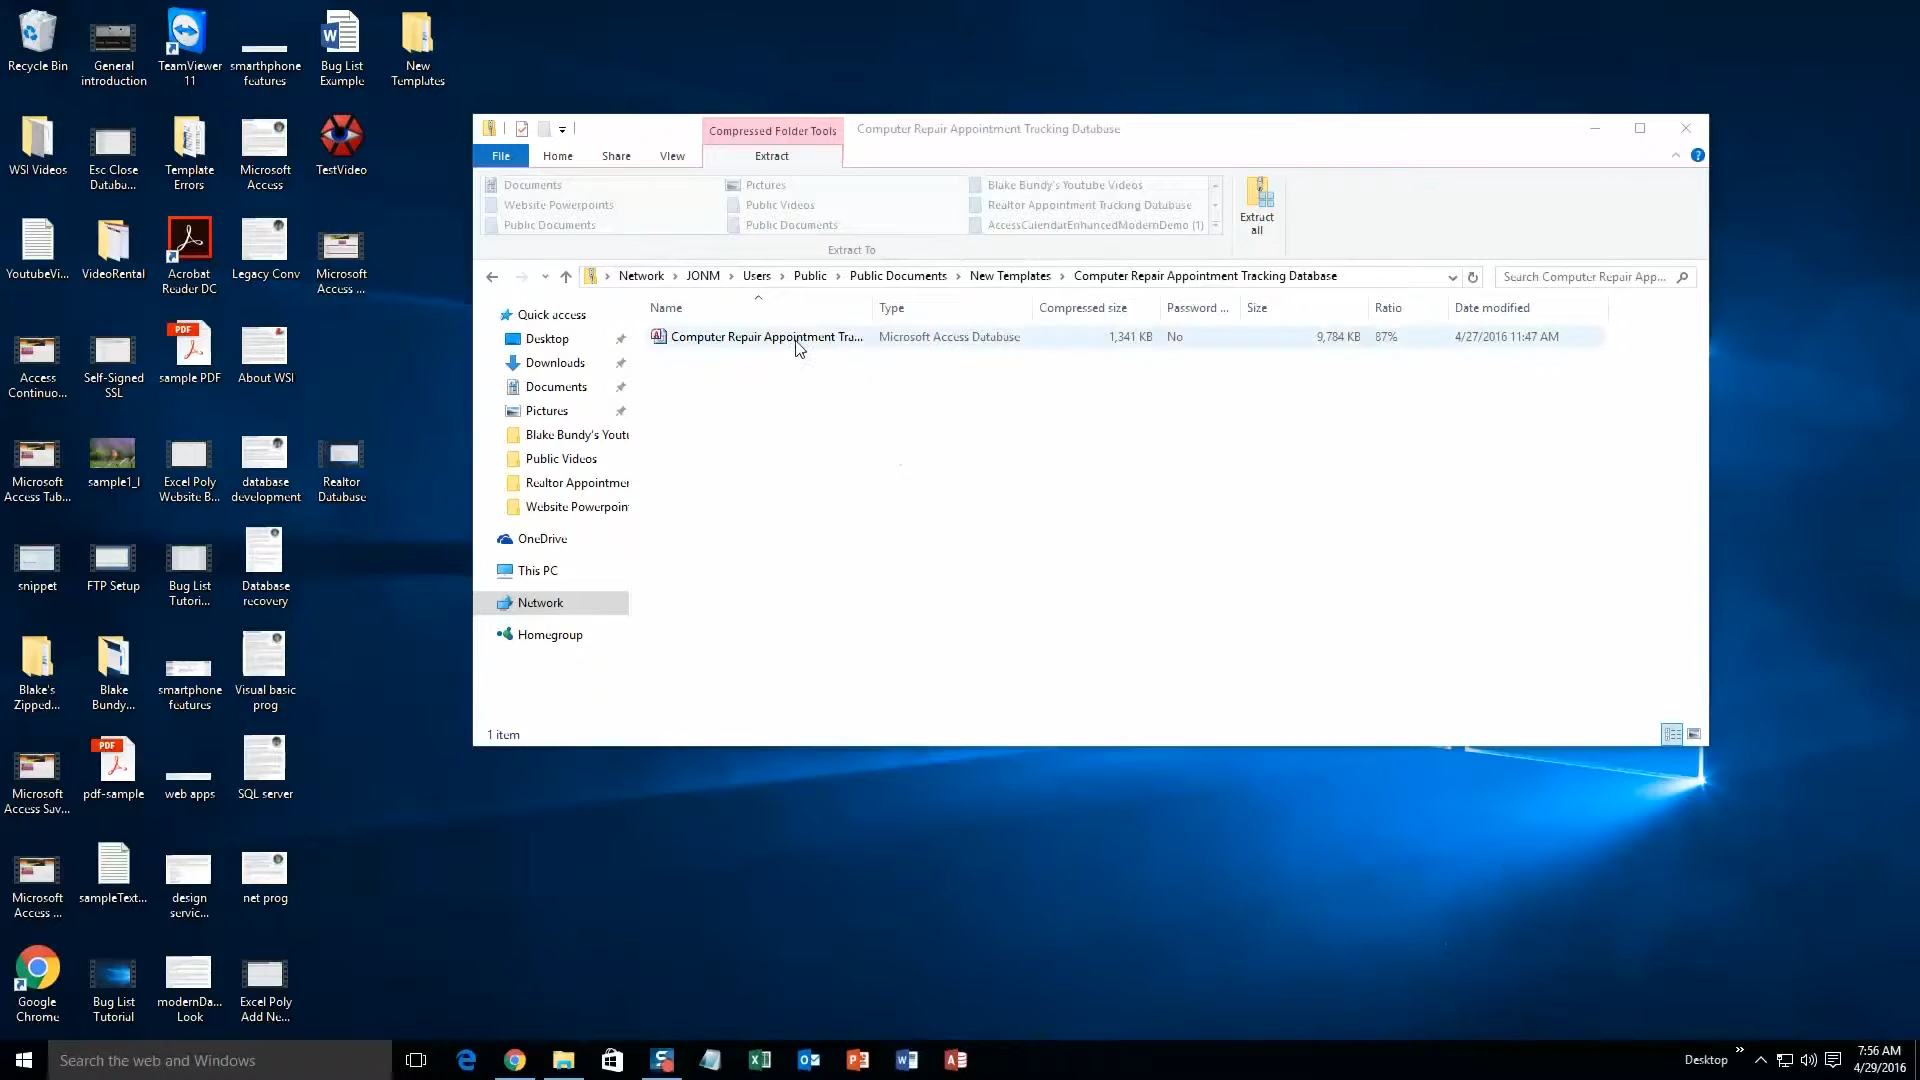 Recycle Bin
General
introduction
TeamViewer
11
smarthphone
features
Bug List
Example
New
Templates
WSI Videos
Esc Close
Databa...
Template
Errors
Microsoft
Access
TestVideo
YoutubeVi...
VideoRental
Acrobat
Reader DC
Legacy Conv
Microsoft
Access ...
Access
Continuo...
Self-Signed
SSL
PDF
sample PDF
About WSI
Microsoft
Access Tab...
sample1_l
Excel Poly
Website B...
database
development
Realtor
Database
snippet
FTP Setup
Bug List
Tutori...
Database
recovery
Blake's
Zipped...
Blake
Bundy...
smartphone
features
Visual basic
prog
Microsoft
Access Sav...
PDF
pdf-sample
web apps
SQL server
Microsoft
Access ...
sampleText...
design
servic...
net prog
Google
Chrome
Bug List
Tutorial
modernDa...
Look
Excel Poly
Add Ne...
Compressed Folder Tools
Computer Repair Appointment Tracking Database
File
Home
Share
View
Extract
Documents
Pictures
Blake Bundy's Youtube Videos
Website Powerpoints
Public Videos
Realtor Appointment Tracking Database
Public Documents
Public Documents
AccessCalendarEnhancedModernDemo (1)
Extract
all
Extract To
Network > JONM > Users > Public > Public Documents > New Templates > Computer Repair Appointment Tracking Database
Search Computer Repair App...
Name
Type
Compressed size
Password ...
Size
Ratio
Date modified
Computer Repair Appointment Tra...
Microsoft Access Database
1,341 KB
No
9,784 KB
87%
4/27/2016 11:47 AM
Quick access
Desktop
Downloads
Documents
Pictures
Blake Bundy's Youtu
Public Videos
Realtor Appointmer
Website Powerpoin
OneDrive
This PC
Network
Homegroup
1 item
Search the web and Windows
Desktop
7:56 AM
4/29/2016